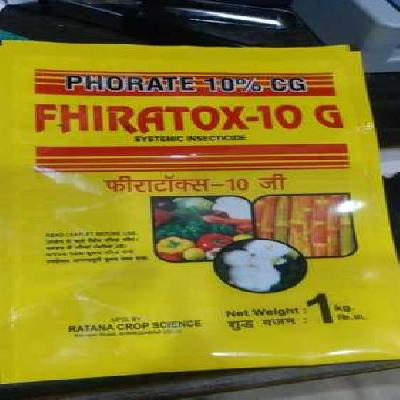 PHORATE 10% CG
FHIRATOX-10 G
SYSTEMIC INSECTICIDE
फीराटॉक्स-10 जी
READ LEAFLET BEFORE USE.
Net Weight : 1 kg.
शुद्ध वजन : कि.ग्रा.
MFG. BY
RATANA CROP SCIENCE